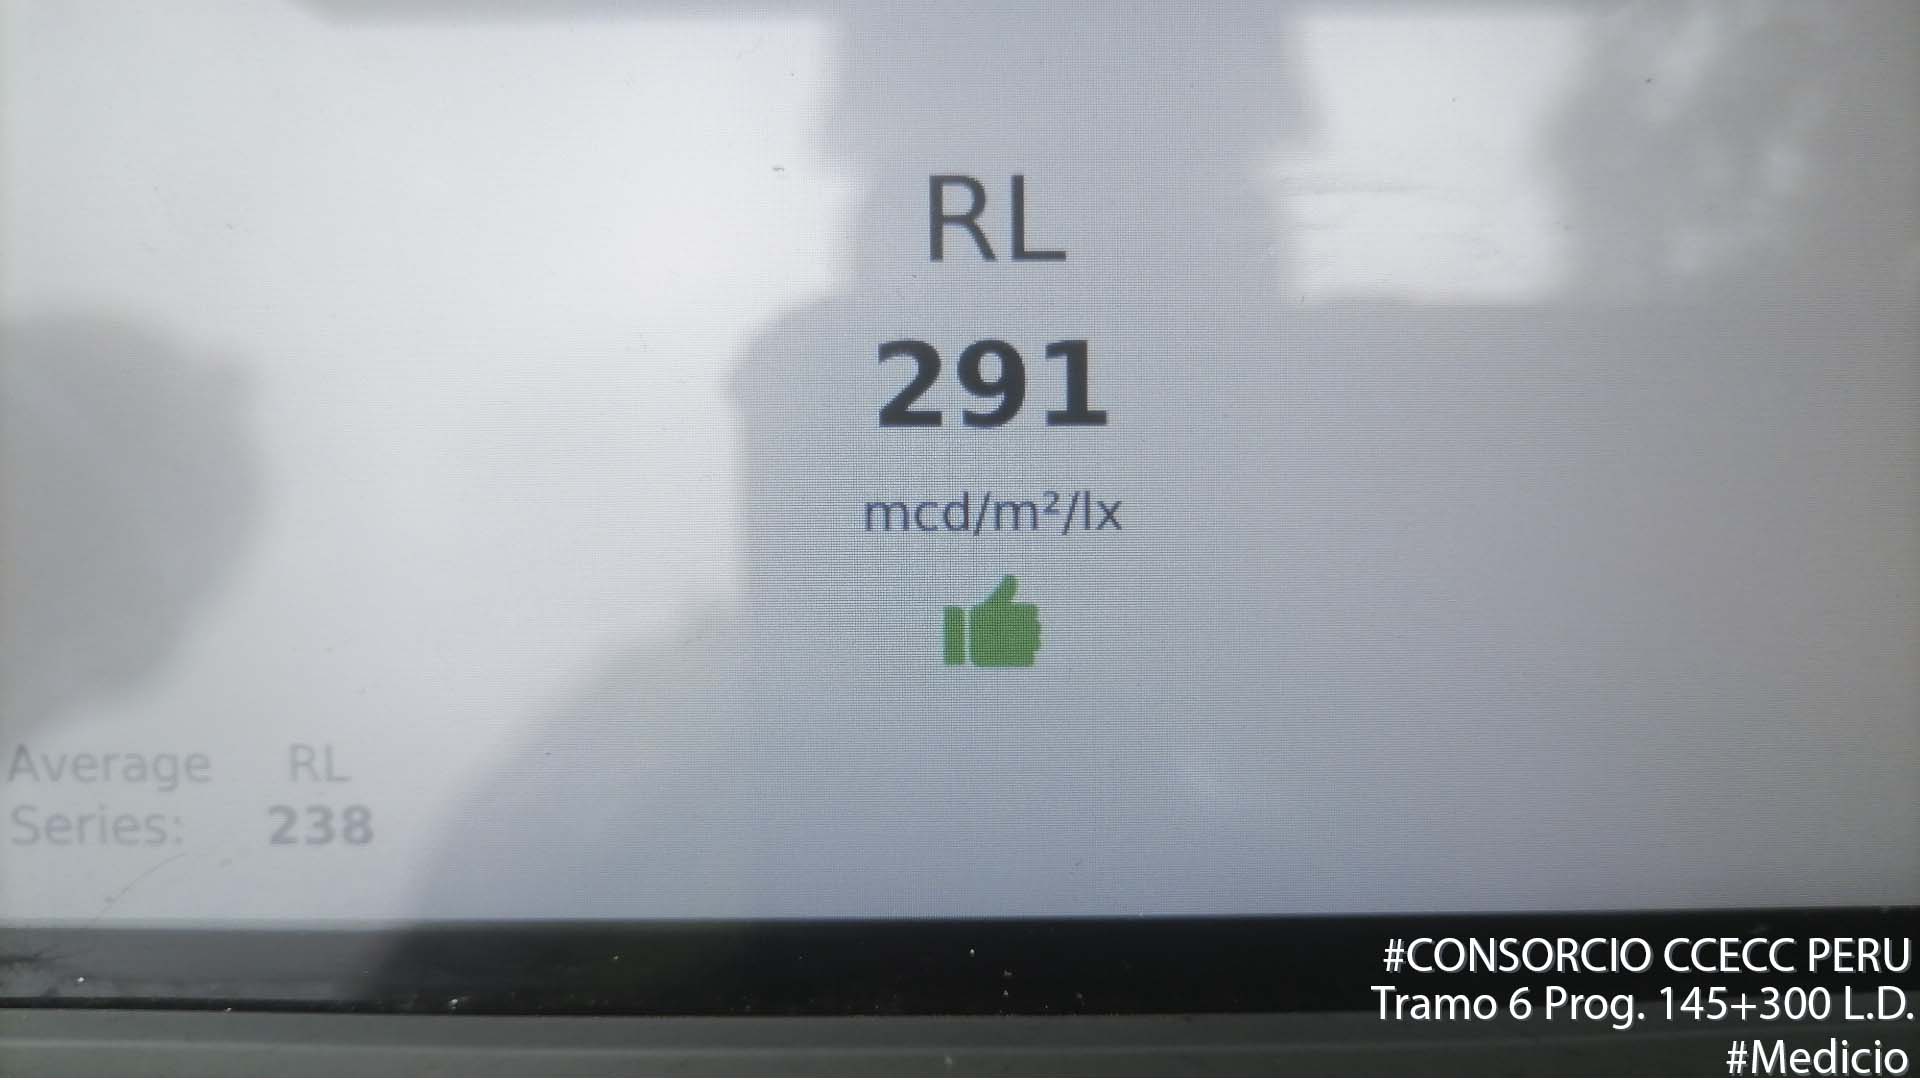 RL
291
mcd/m²/lx
Average RL
Series: 238
#CONSORCIO CCECC PERU
Tramo 6 Prog. 145+300 L.D.
#Medicio